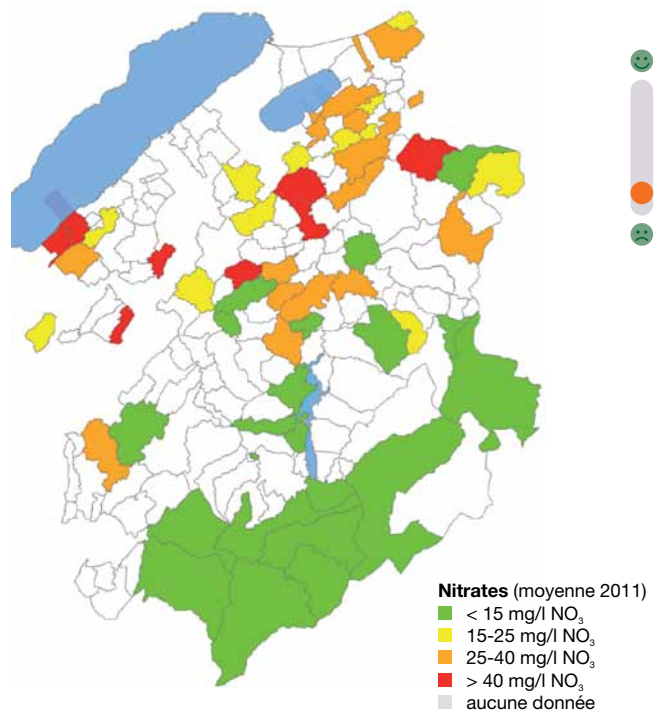 Nitrates (moyenne 2011)
< 15 mg/l NO₃
15-25 mg/l NO₃
25-40 mg/l NO₃
> 40 mg/l NO₃
aucune donnée